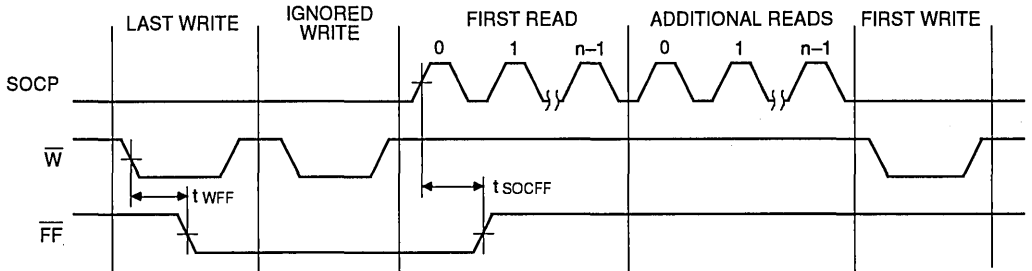 LAST WRITE
IGNORED
WRITE
FIRST READ
ADDITIONAL READS
FIRST WRITE
0 1 n–1 0 1 n–1
SOCP
W
t WFF
t SOCFF
FF